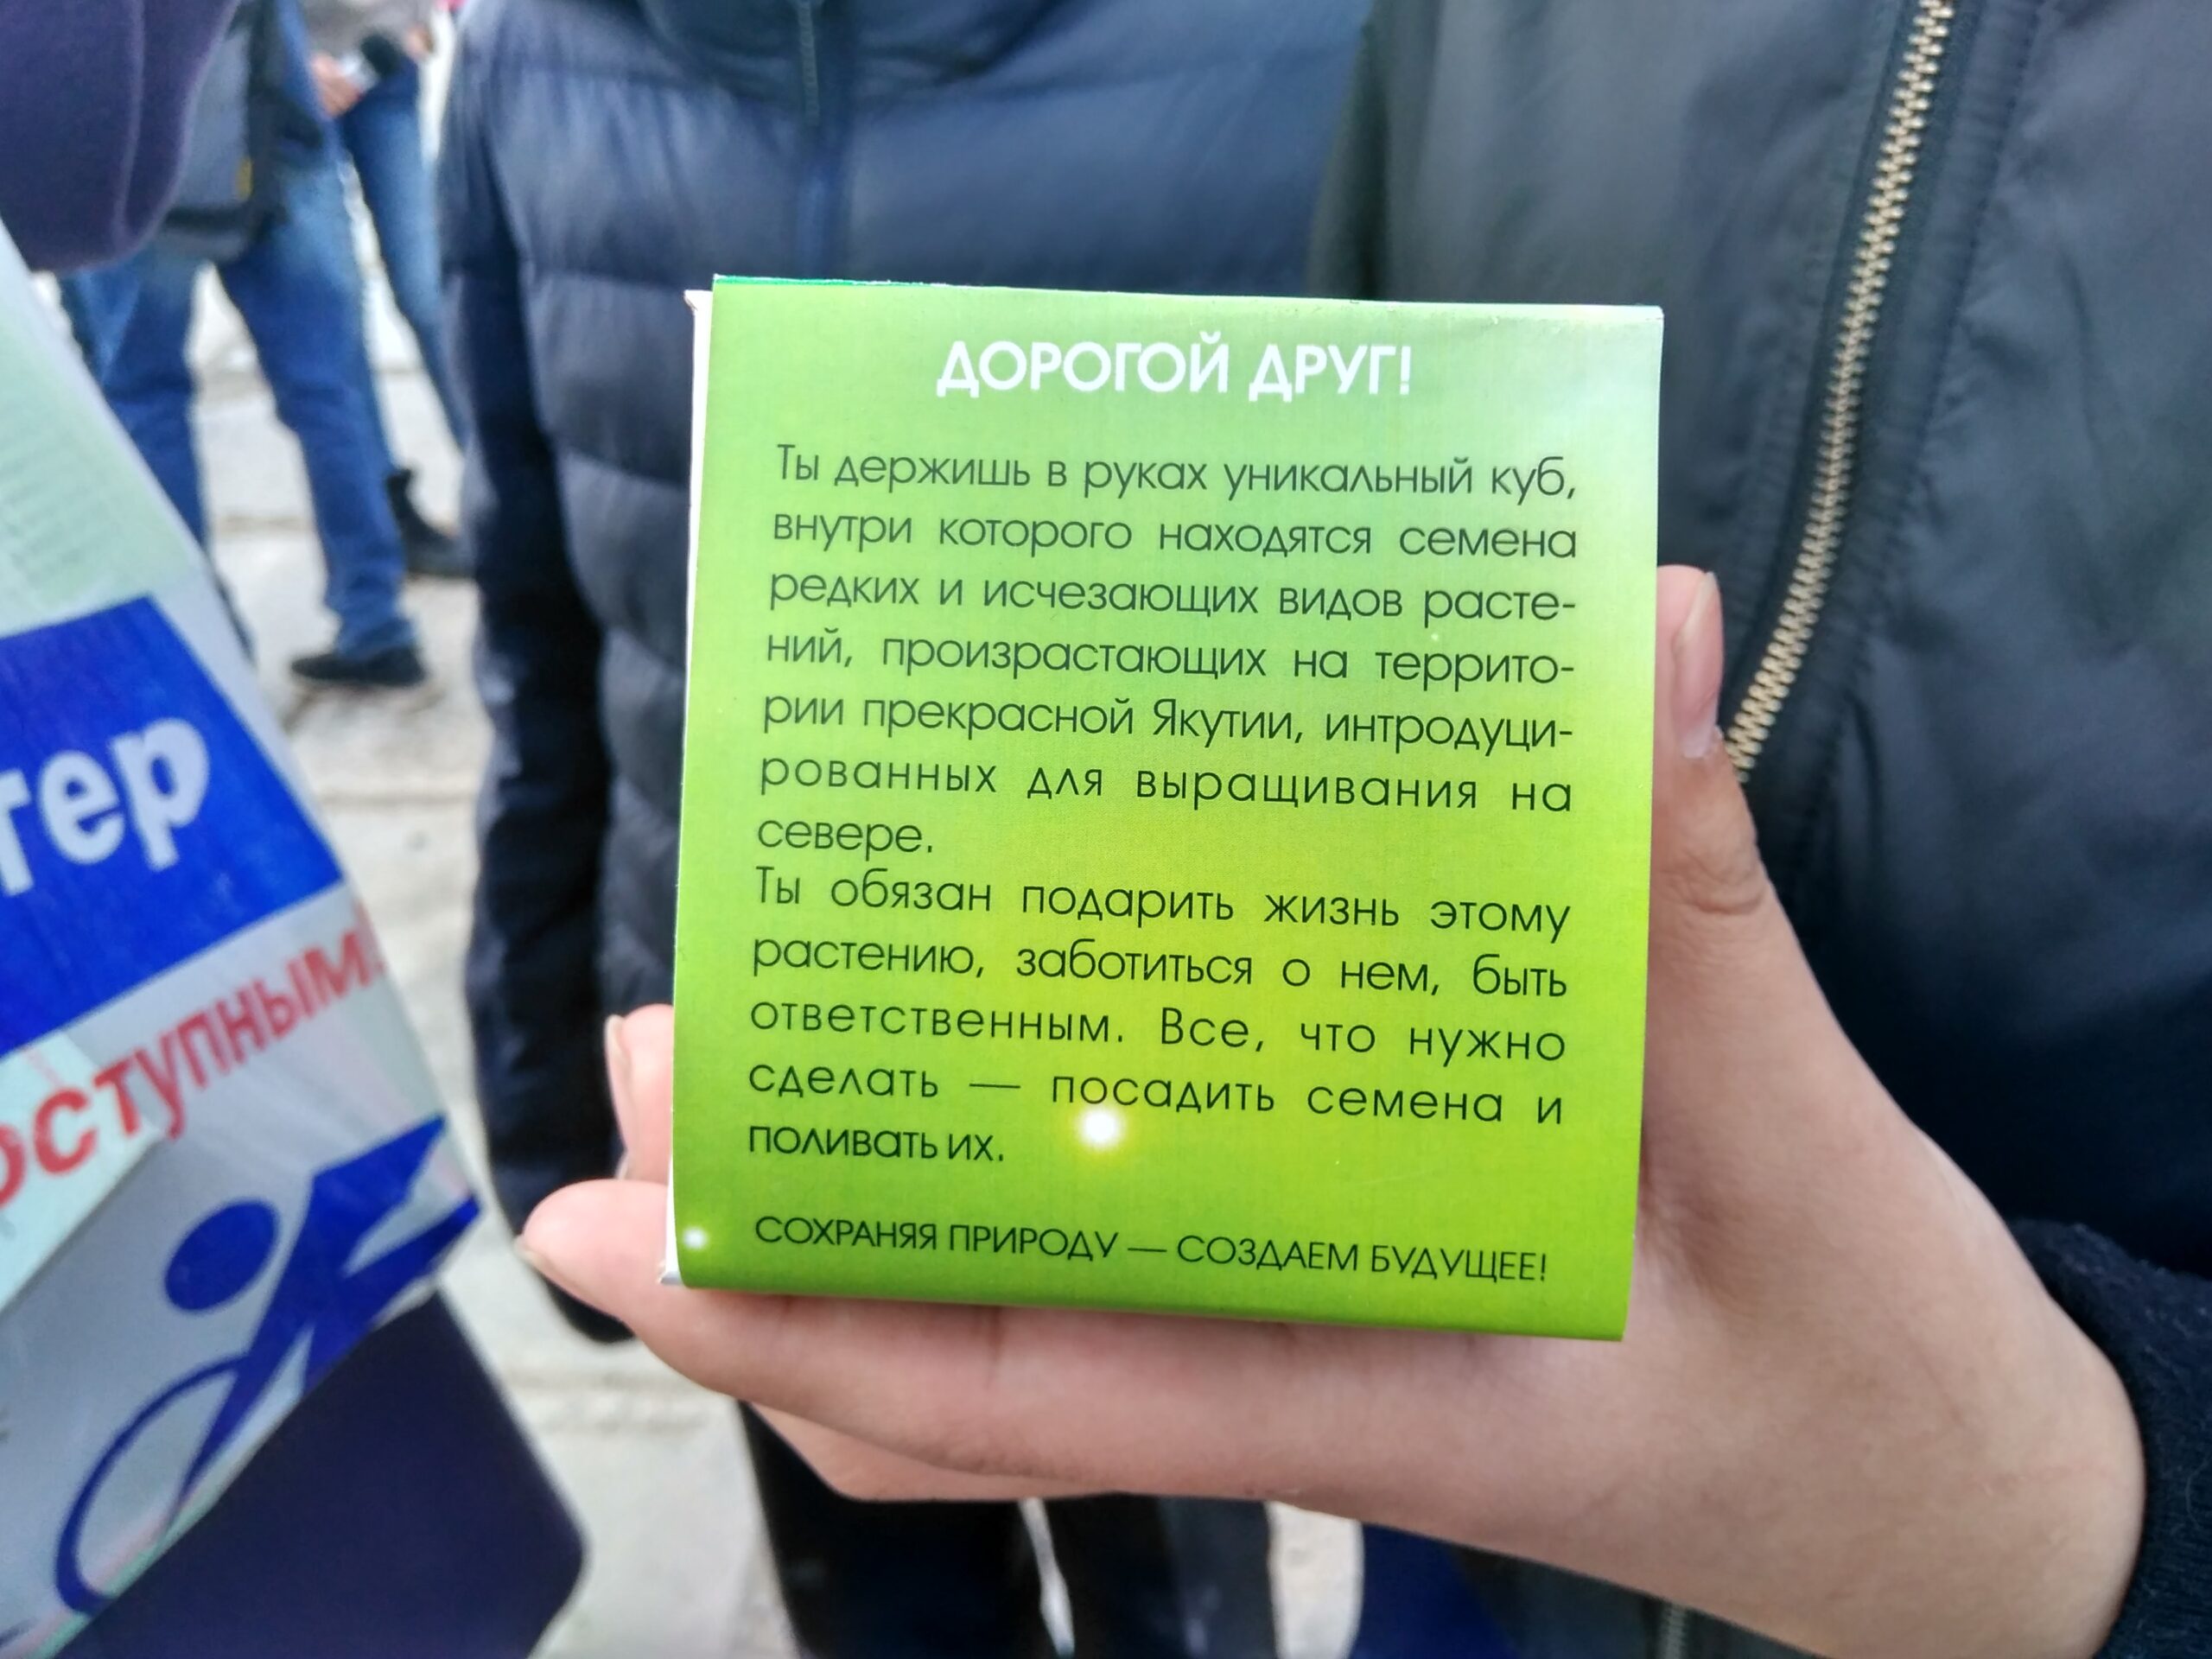 ДОРОГОЙ ДРУГ!
Ты держишь в руках уникальный куб,
внутри которого находятся семена
редких и исчезающих видов расте-
ний, произрастающих на террито-
рии прекрасной Якутии, интродуци-
рованных для выращивания на
севере.
Ты обязан подарить жизнь этому
растению, заботиться о нем, быть
ответственным. Все, что нужно
сделать — посадить семена и
поливать их.
СОХРАНЯЯ ПРИРОДУ — СОЗДАЕМ БУДУЩЕЕ!
тер
оступным!